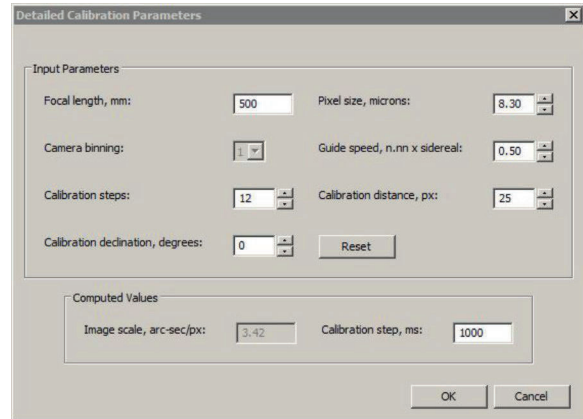 Detailed Calibration Parameters
Input Parameters
Focal length, mm: 500 Pixel size, microns: 8.30
Camera binning: 1 Guide speed, n.nn x sidereal: 0.50
Calibration steps: 12 Calibration distance, px: 25
Calibration declination, degrees: 0 Reset
Computed Values
Image scale, arc-sec/px: 3.42 Calibration step, ms: 1000
OK Cancel